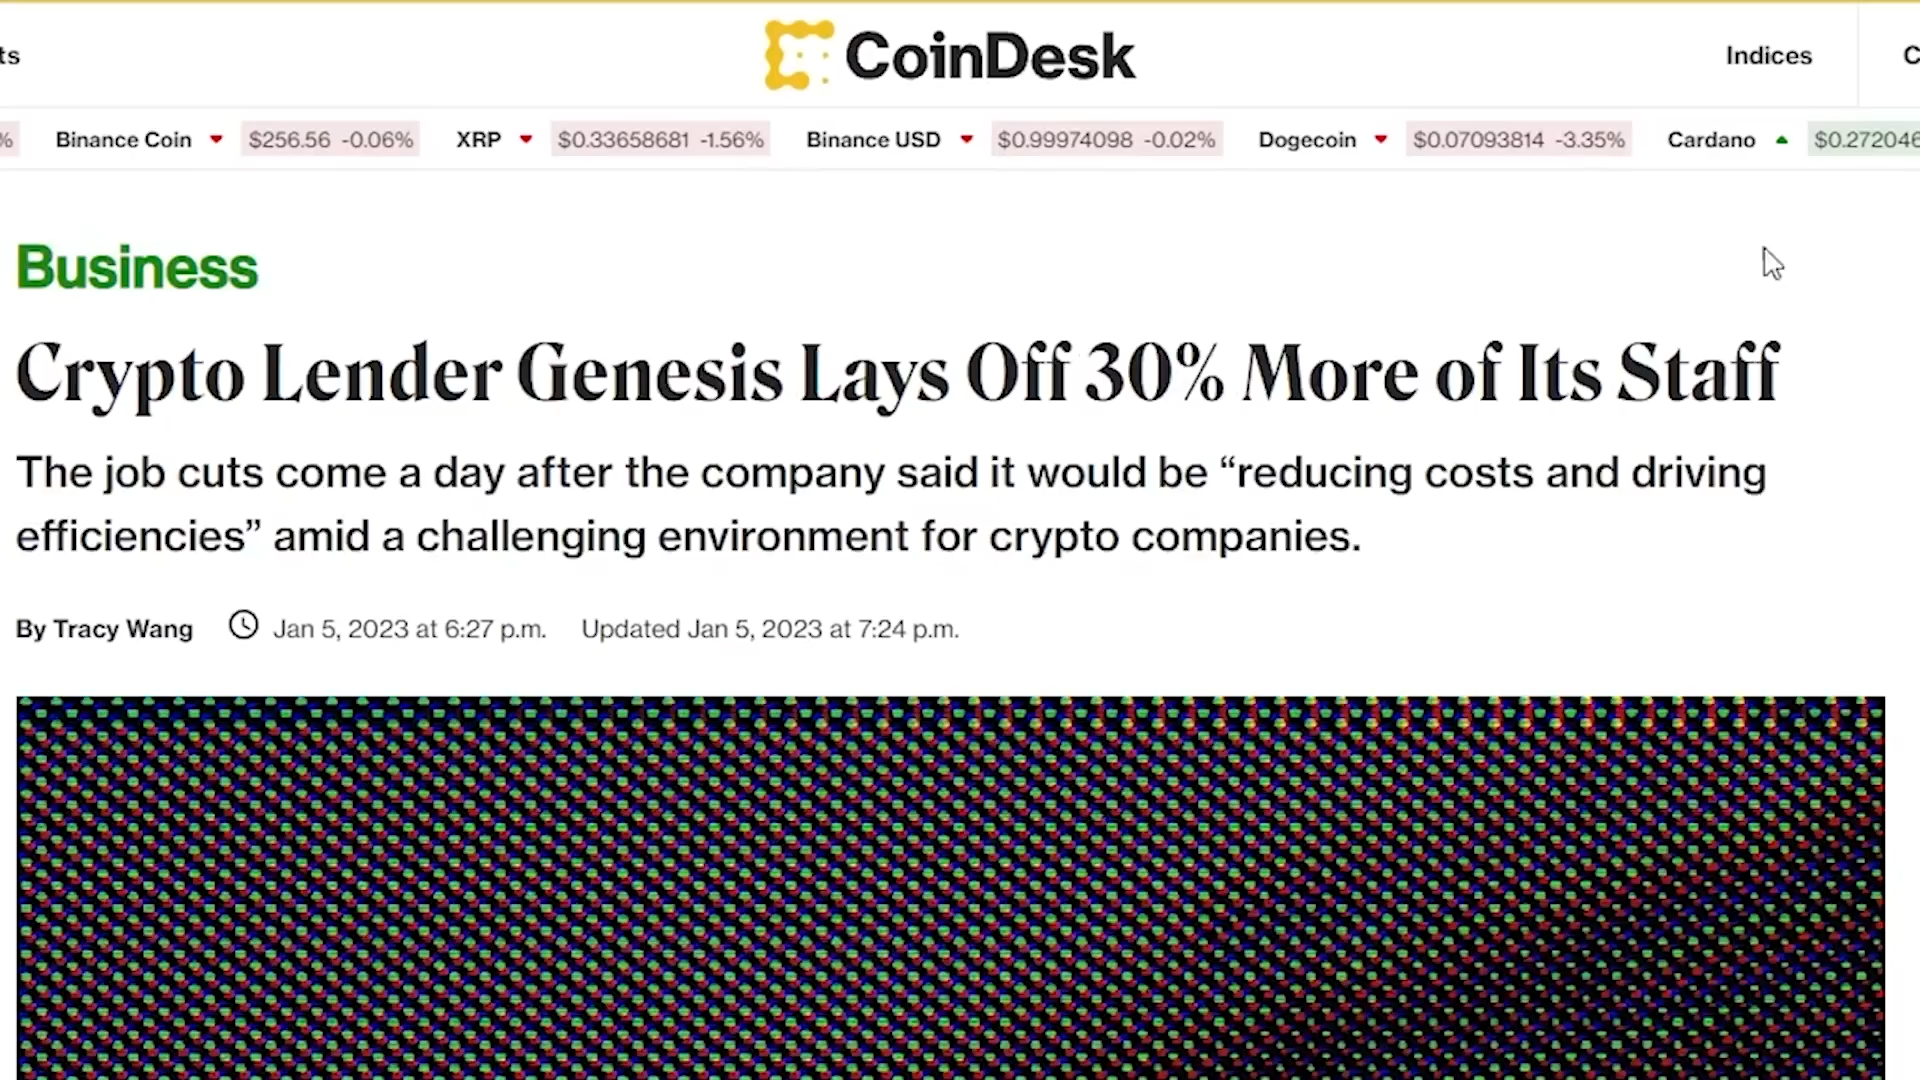 ts
CoinDesk
Indices
C
% Binance Coin $256.56 -0.06% XRP $0.33658681 -1.56% Binance USD $0.99974098 -0.02% Dogecoin $0.07093814 -3.35% Cardano $0.272046
Business
Crypto Lender Genesis Lays Off 30% More of Its Staff
The job cuts come a day after the company said it would be “reducing costs and driving
efficiencies” amid a challenging environment for crypto companies.
By Tracy Wang Jan 5, 2023 at 6:27 p.m. Updated Jan 5, 2023 at 7:24 p.m.